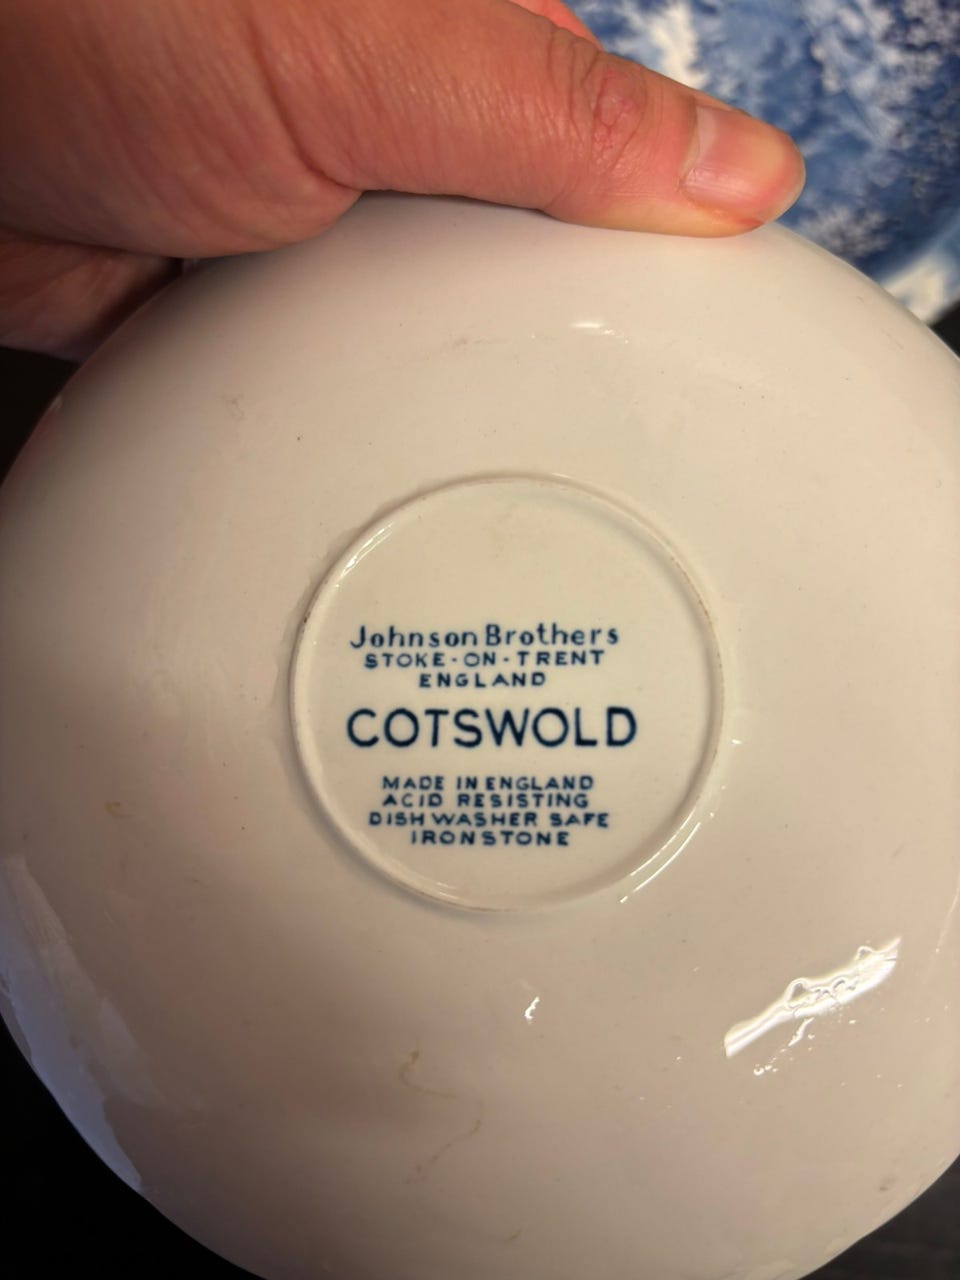 Johnson Brothers
STOKE-ON-TRENT
ENGLAND
COTSWOLD
MADE IN ENGLAND
ACID RESISTING
DISH WASHER SAFE
IRONSTONE